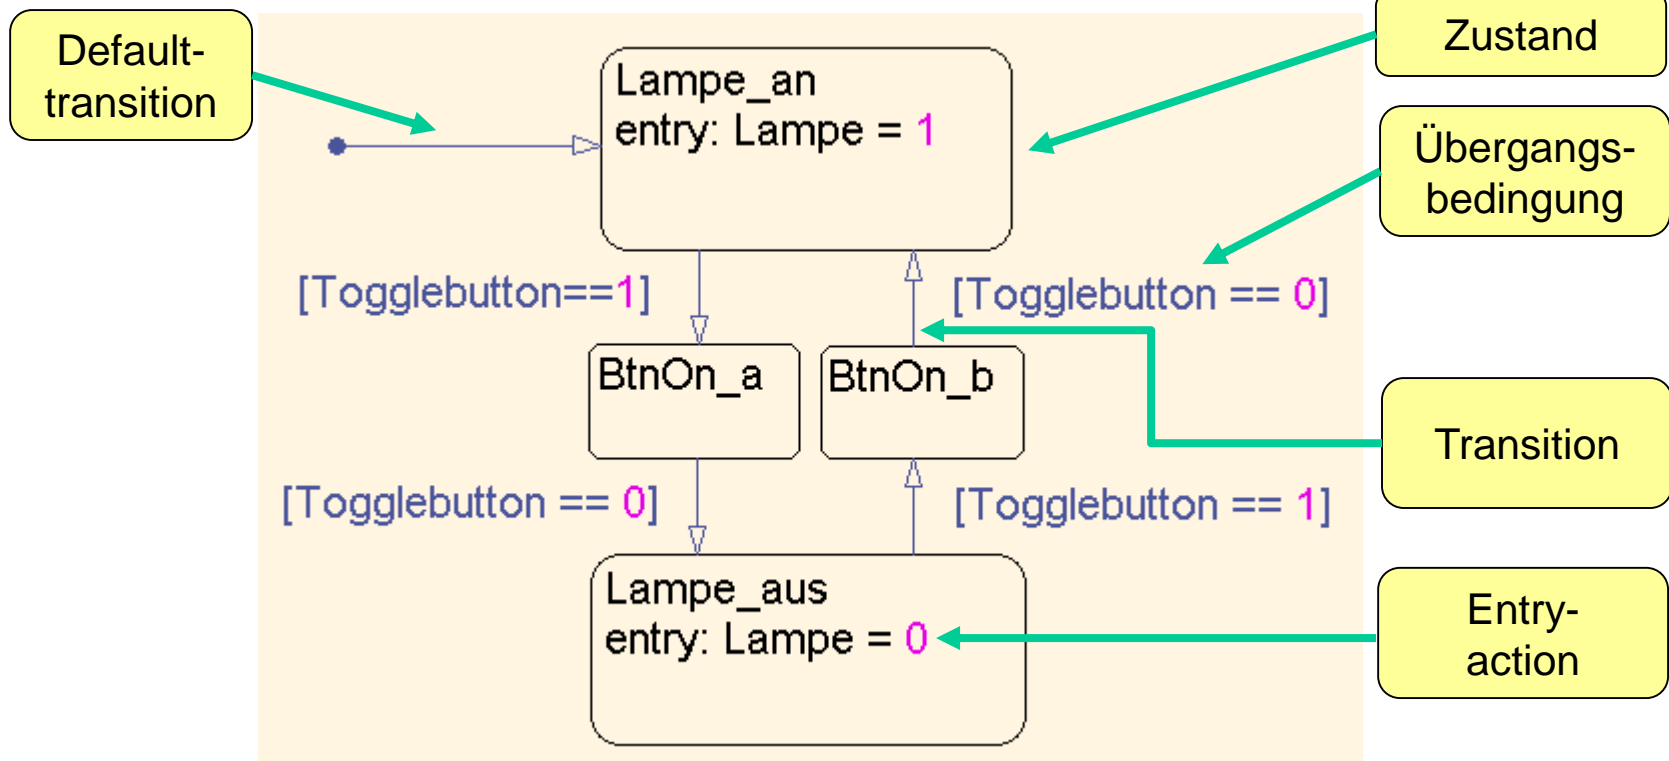 Default-
transition
Zustand
Lampe_an
entry: Lampe = 1
Übergangs-
bedingung
[Togglebutton==1]
[Togglebutton == 0]
BtnOn_a
BtnOn_b
Transition
[Togglebutton == 0]
[Togglebutton == 1]
Lampe_aus
entry: Lampe = 0
Entry-
action